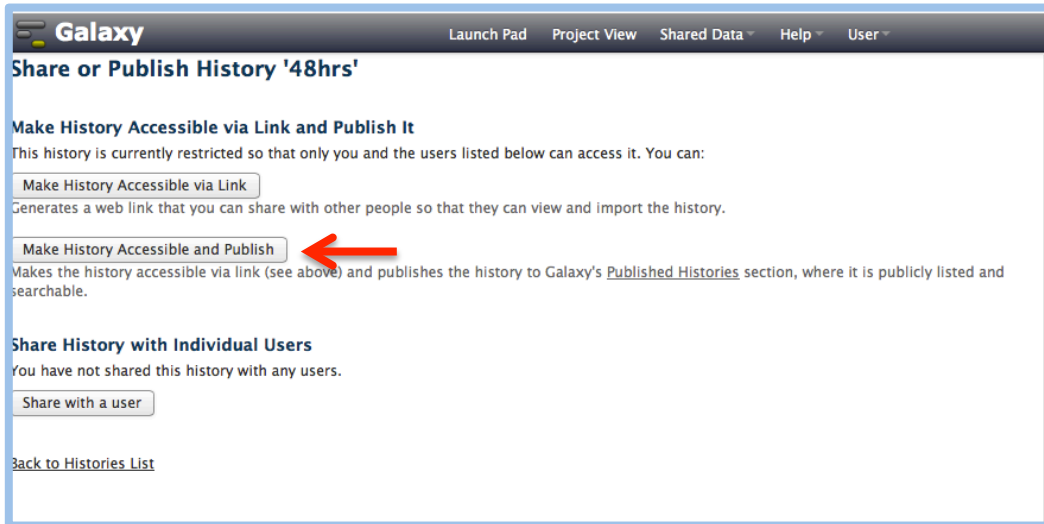 Galaxy Launch Pad Project View Shared Data Help User
Share or Publish History '48hrs'
Make History Accessible via Link and Publish It
This history is currently restricted so that only you and the users listed below can access it. You can:
Make History Accessible via Link
Generates a web link that you can share with other people so that they can view and import the history.
Make History Accessible and Publish
Makes the history accessible via link (see above) and publishes the history to Galaxy's Published Histories section, where it is publicly listed and
searchable.
Share History with Individual Users
You have not shared this history with any users.
Share with a user
Back to Histories List